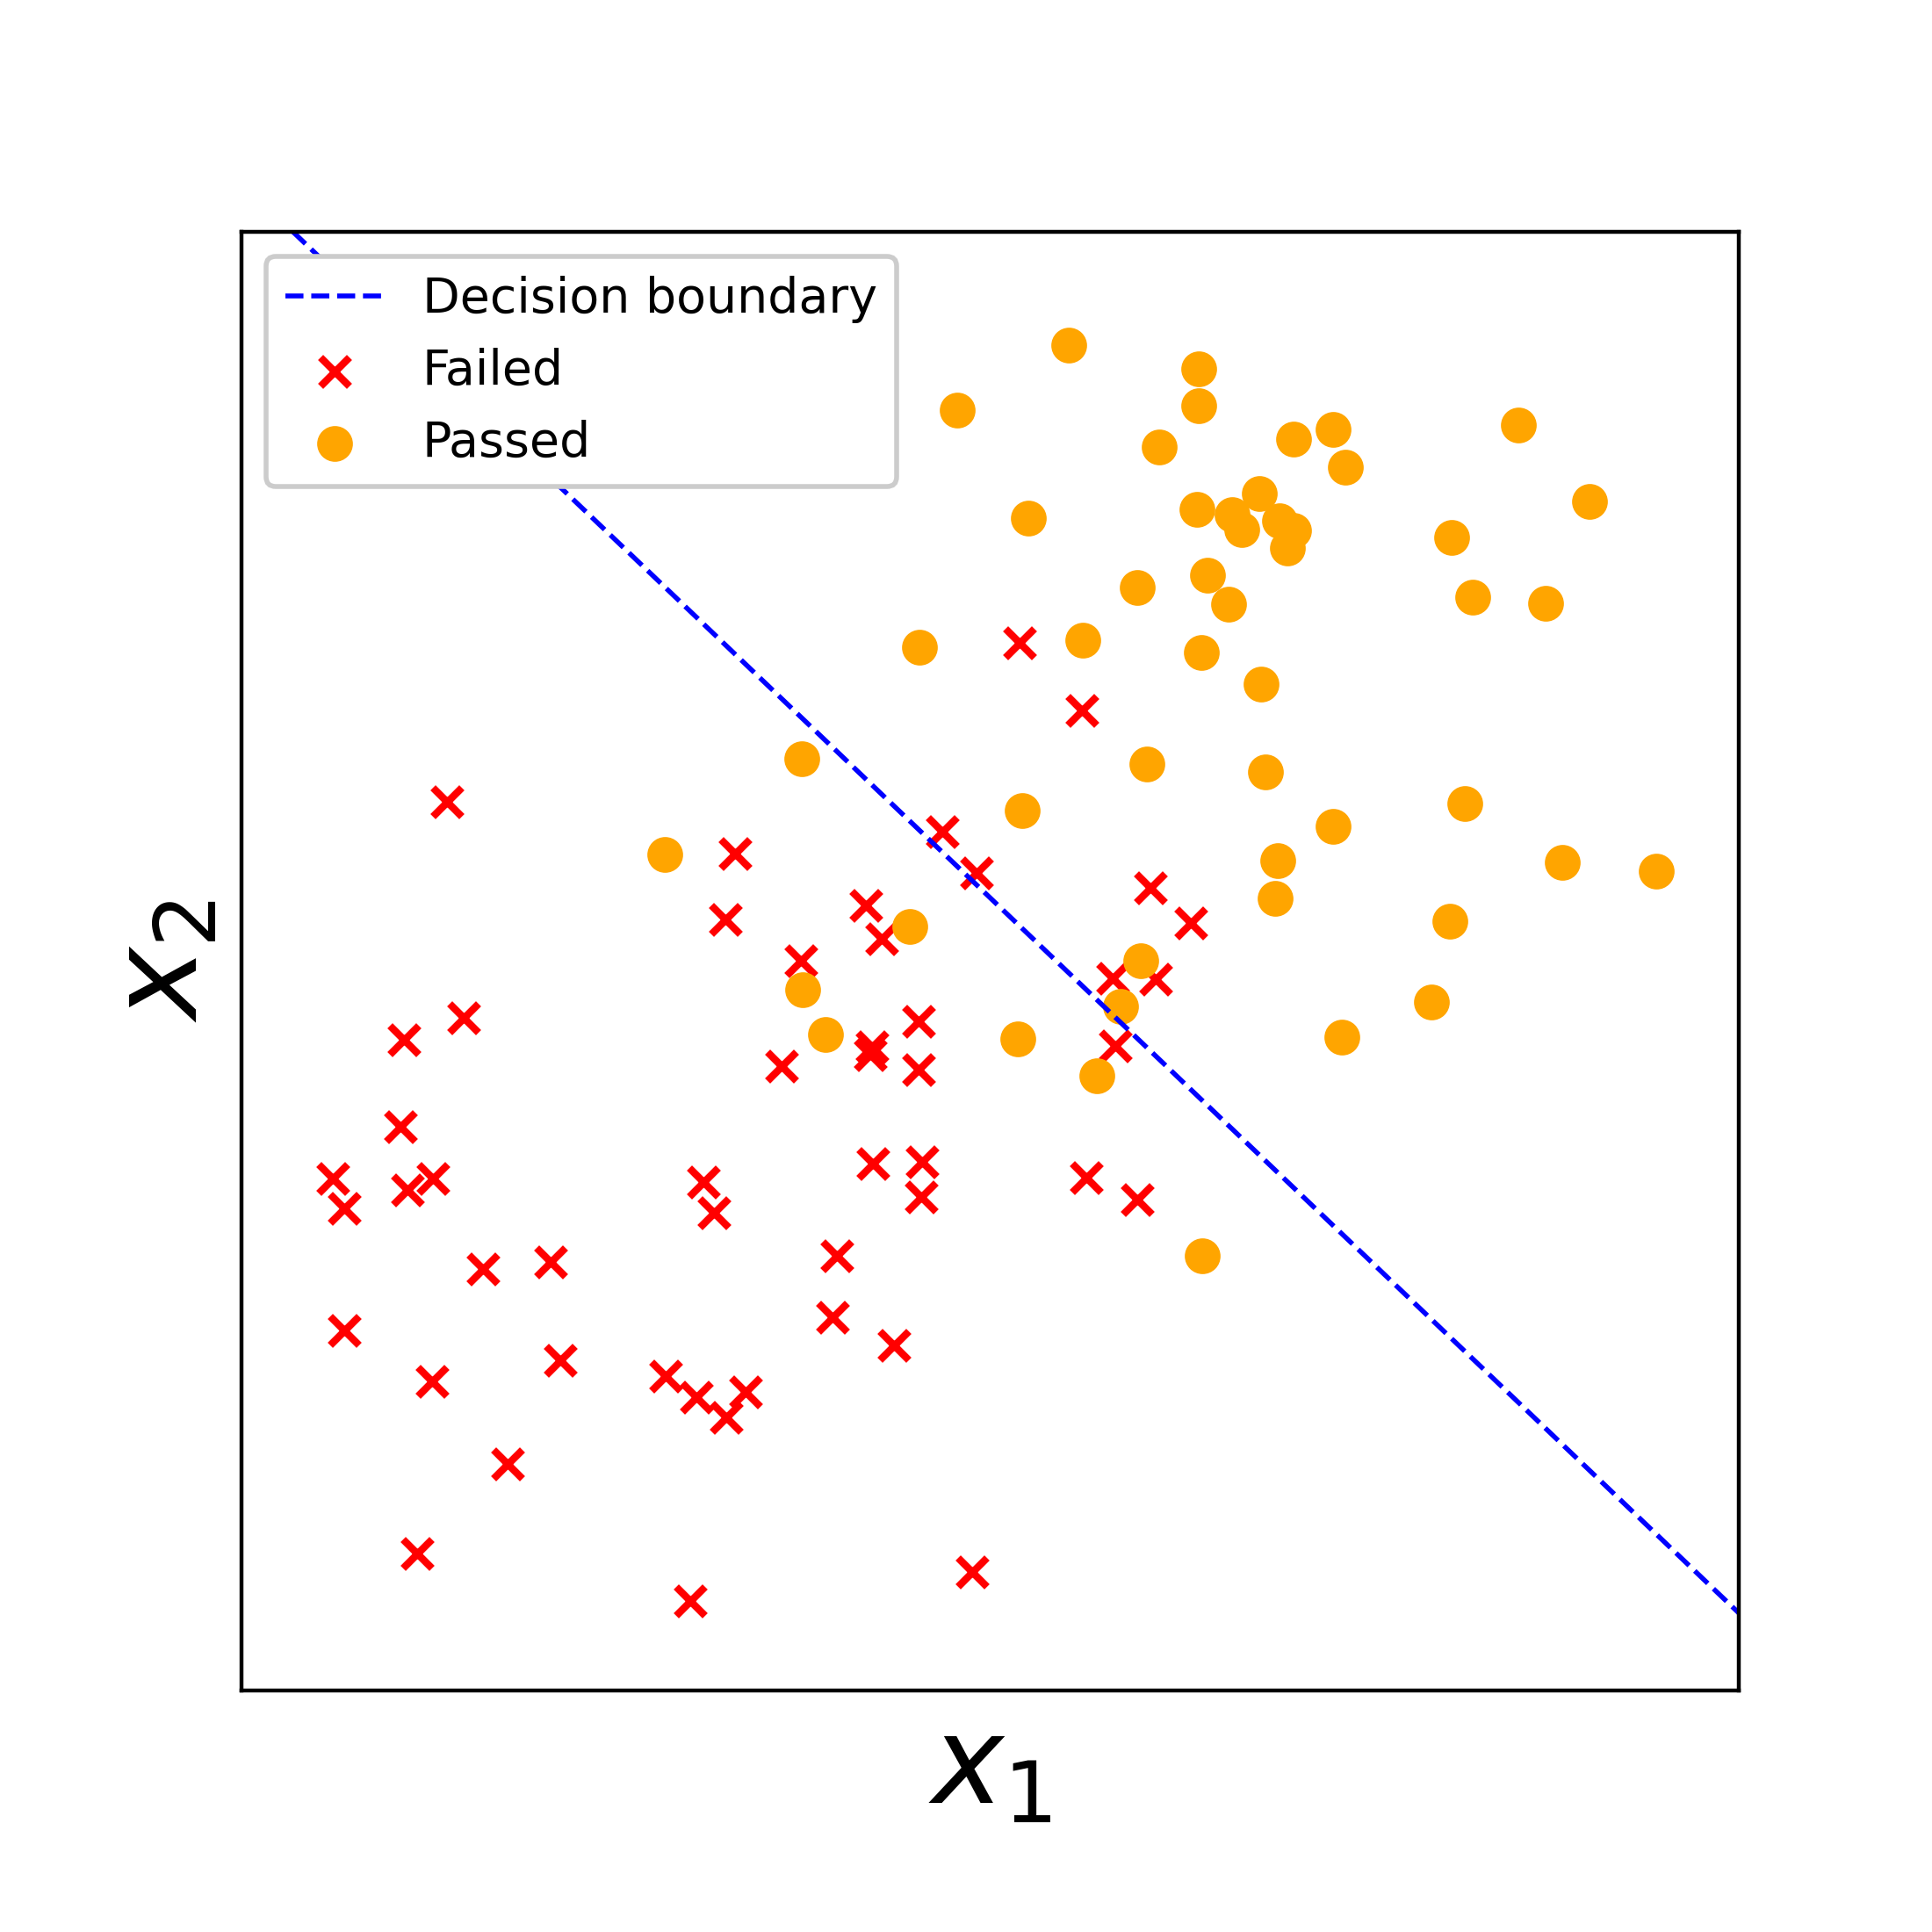 Decision boundary
Failed
Passed
x₂
x₁